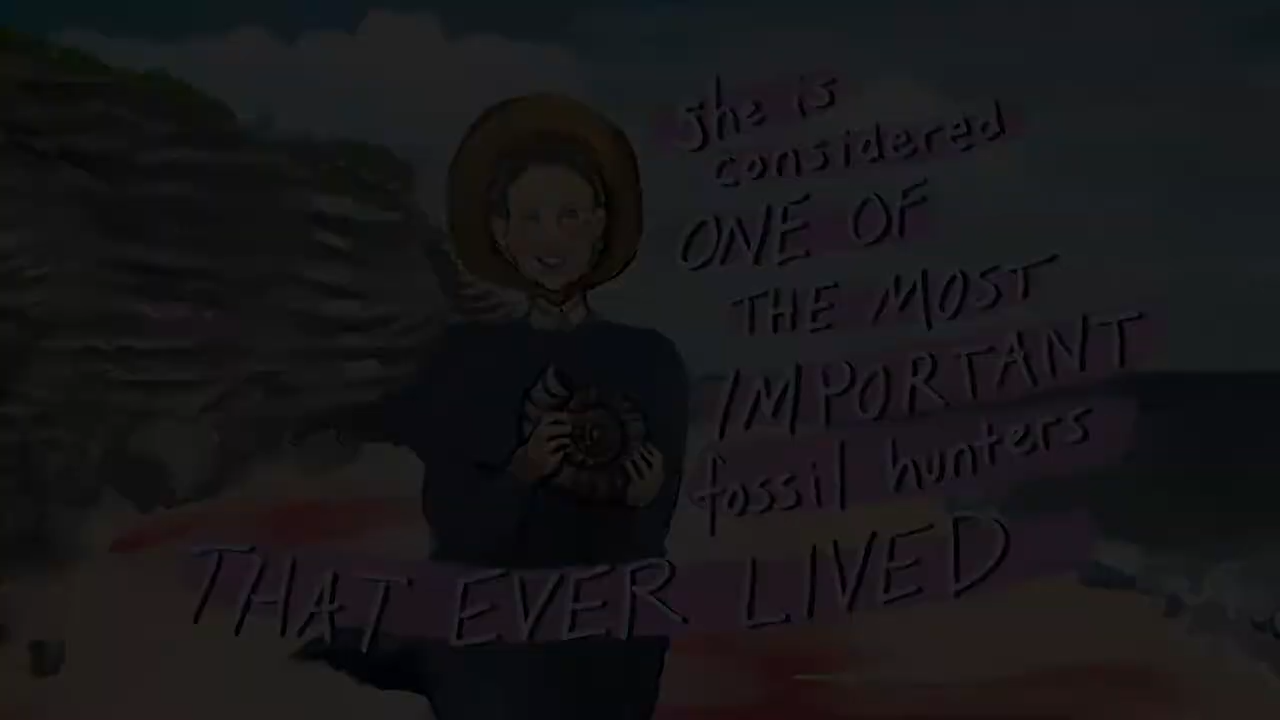 she is
considered
ONE OF
THE MOST
IMPORTANT
fossil hunters
THAT EVER LIVED